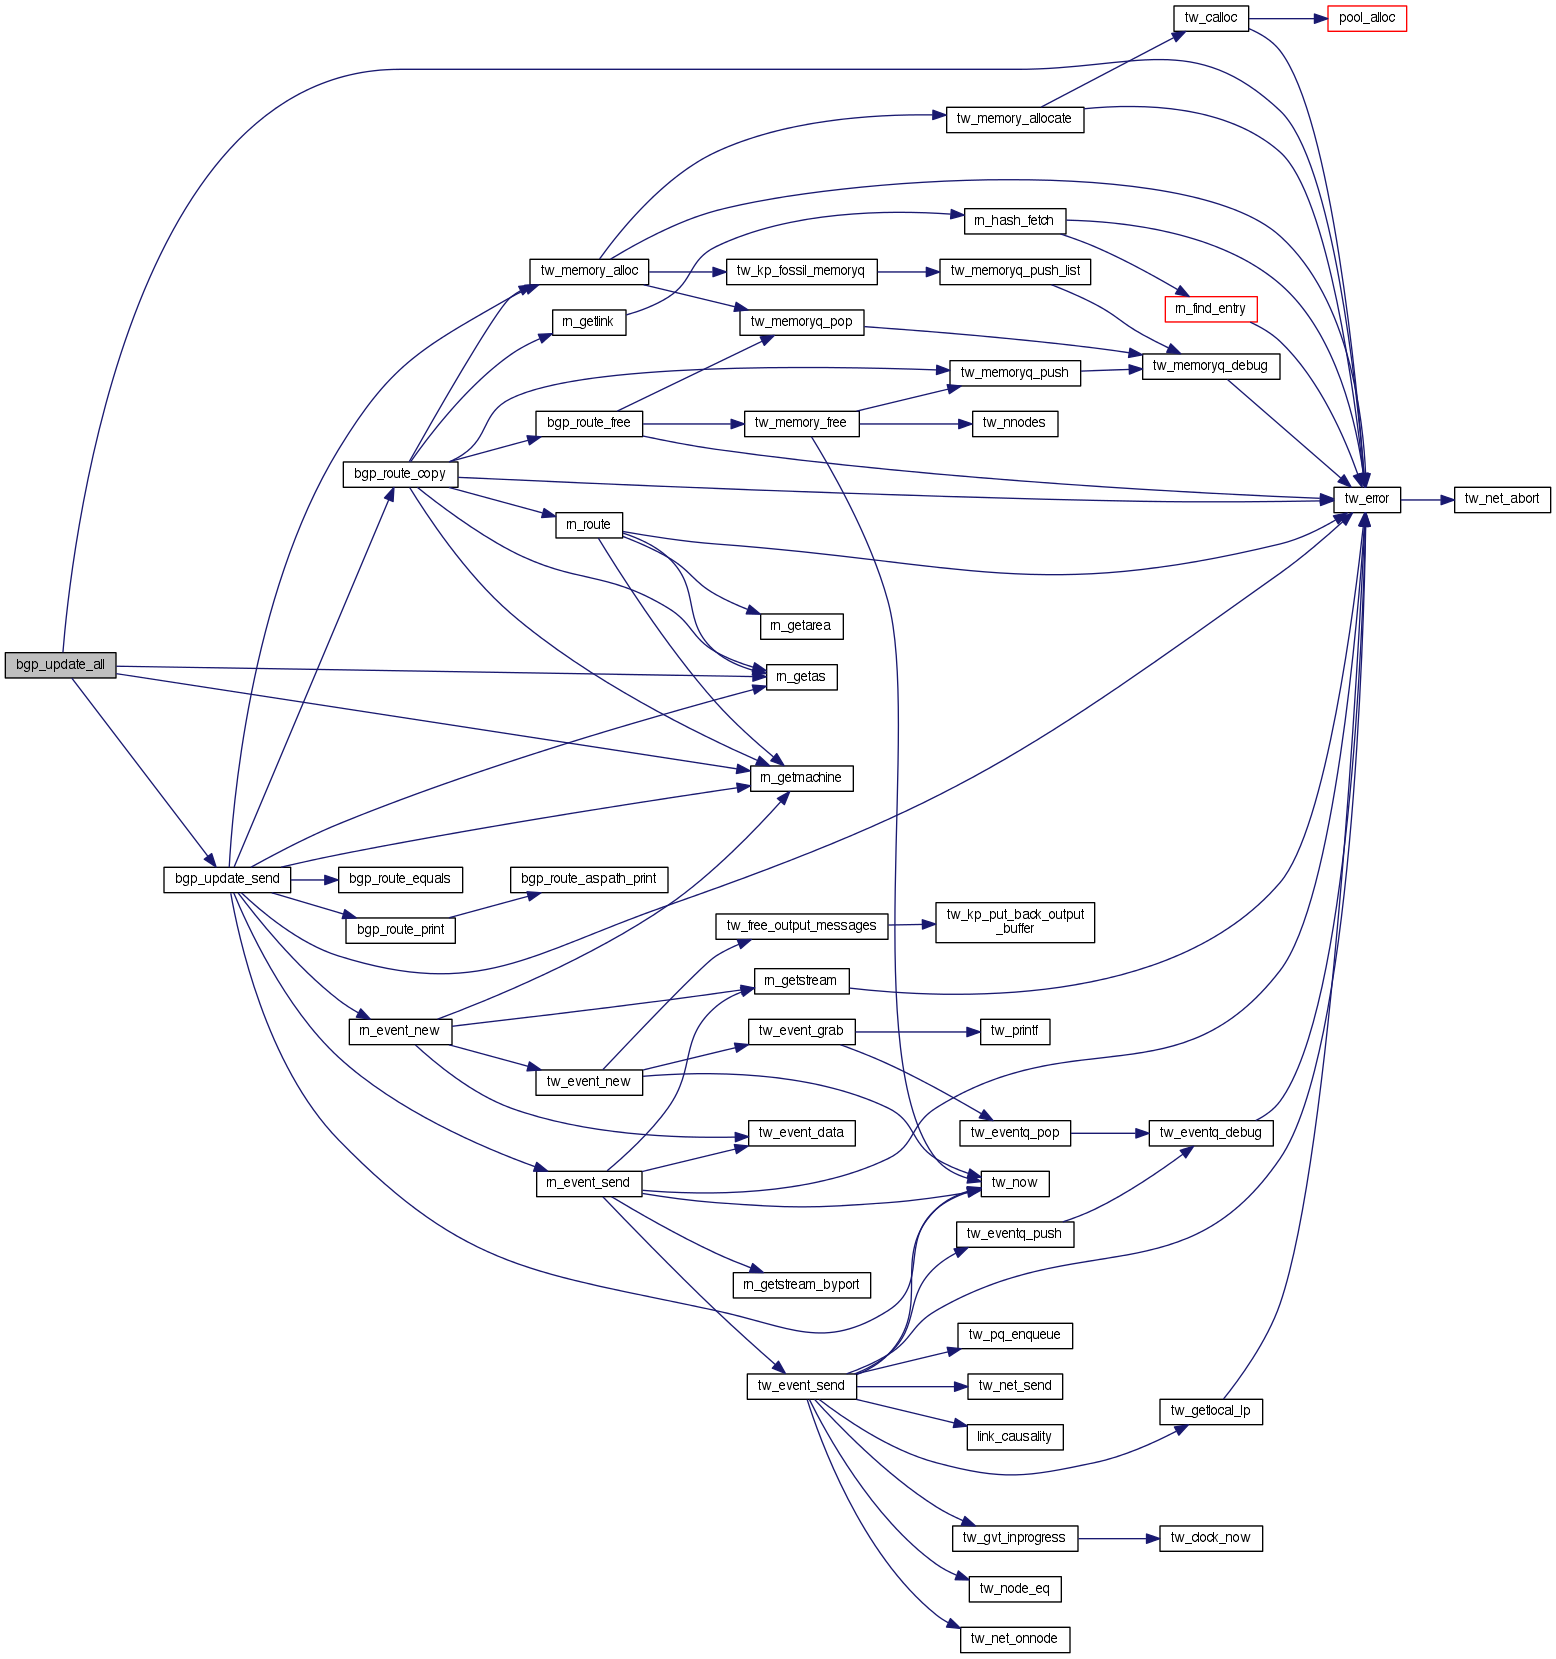 tw_calloc
pool_alloc
tw_memory_allocate
rn_hash_fetch
tw_memory_alloc
tw_kp_fossil_memoryq
tw_memoryq_push_list
rn_find_entry
rn_getlink
tw_memoryq_pop
tw_memoryq_debug
tw_memoryq_push
bgp_route_free
tw_memory_free
tw_nnodes
bgp_route_copy
tw_error
tw_net_abort
rn_route
rn_getarea
bgp_update_all
rn_getas
rn_getmachine
bgp_update_send
bgp_route_equals
bgp_route_aspath_print
bgp_route_print
tw_free_output_messages
tw_kp_put_back_output
_buffer
rn_getstream
rn_event_new
tw_event_grab
tw_printf
tw_event_new
tw_event_data
tw_eventq_pop
tw_eventq_debug
rn_event_send
tw_now
tw_eventq_push
rn_getstream_byport
tw_pq_enqueue
tw_event_send
tw_net_send
tw_getlocal_lp
link_causality
tw_gvt_inprogress
tw_clock_now
tw_node_eq
tw_net_onnode